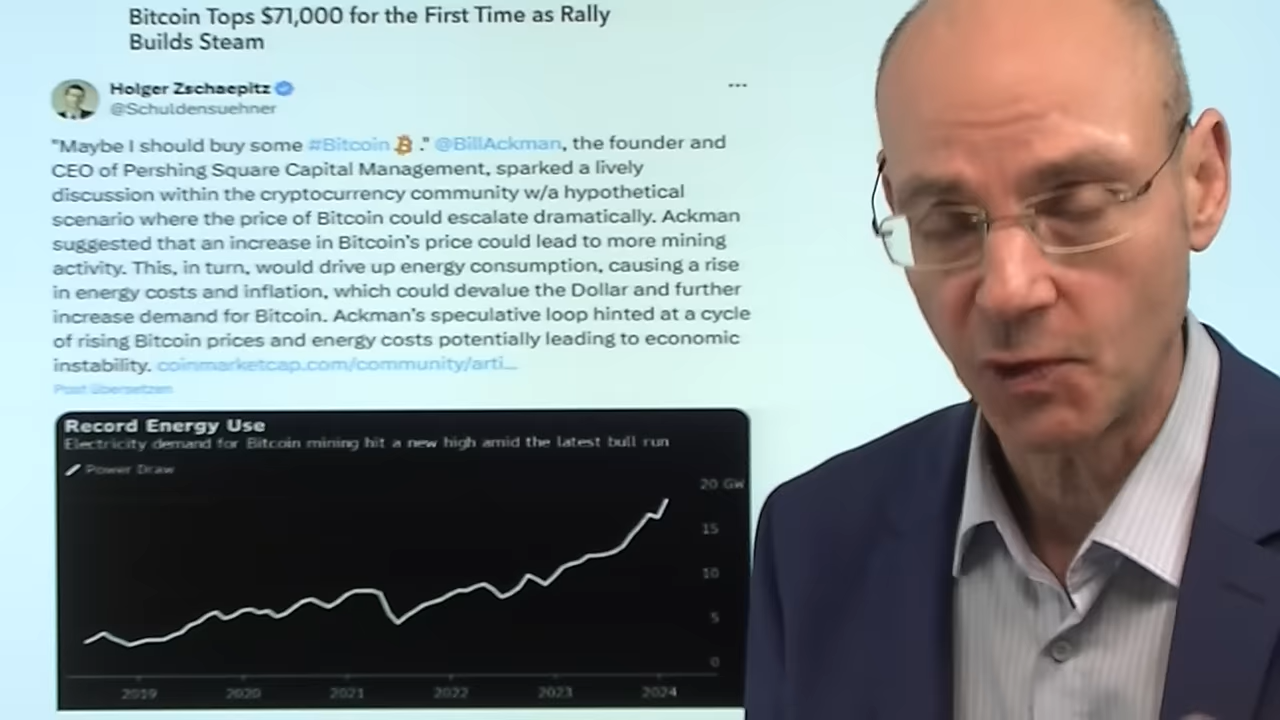 Bitcoin Tops $71,000 for the First Time as Rally
Builds Steam
Holger Zschaepitz
@Schuldensuehner
"Maybe I should buy some #Bitcoin ." @BillAckman, the founder and
CEO of Pershing Square Capital Management, sparked a lively
discussion within the cryptocurrency community w/a hypothetical
scenario where the price of Bitcoin could escalate dramatically. Ackman
suggested that an increase in Bitcoin's price could lead to more mining
activity. This, in turn, would drive up energy consumption, causing a rise
in energy costs and inflation, which could devalue the Dollar and further
increase demand for Bitcoin. Ackman's speculative loop hinted at a cycle
of rising Bitcoin prices and energy costs potentially leading to economic
instability. coinmarketcap.com/community/arti...
Post übersetzen
Record Energy Use
Electricity demand for Bitcoin mining hit a new high amid the latest bull run
Power Draw
20 GW
15
10
5
0
2019 2020 2021 2022 2023 2024